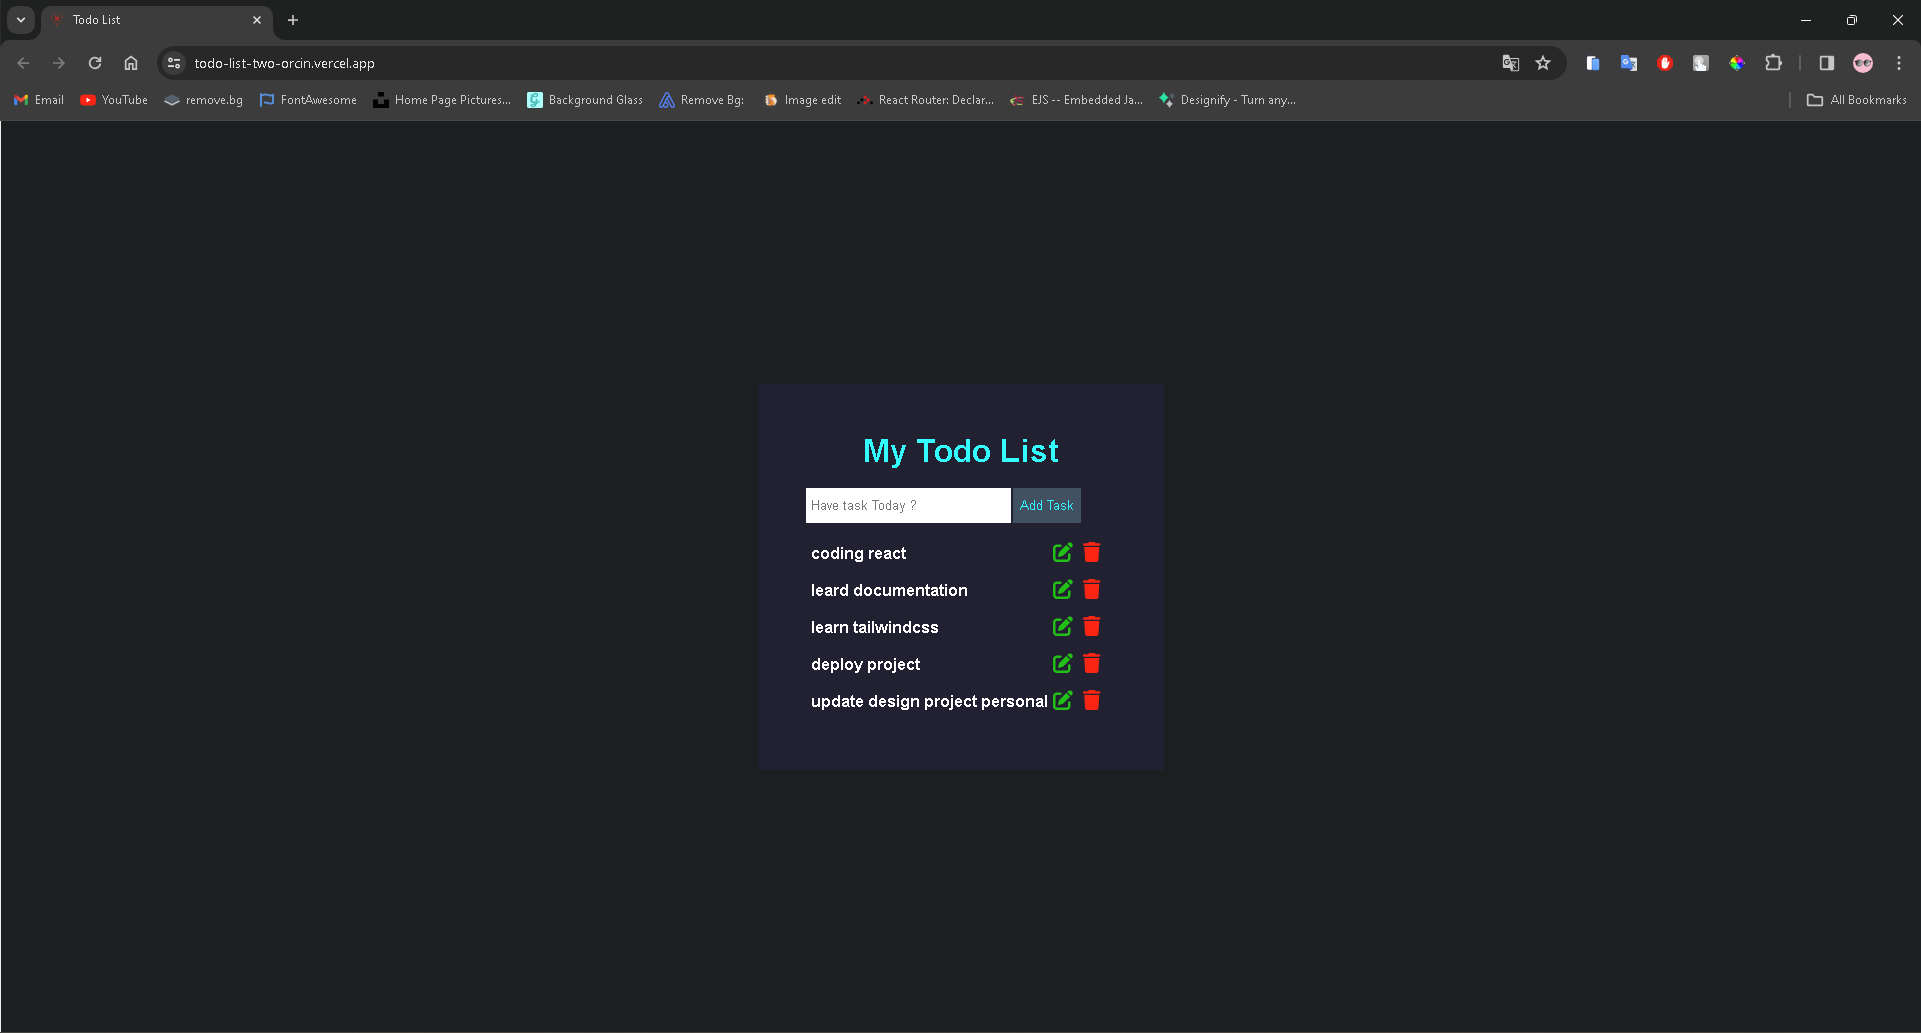 Todo List
todo-list-two-orcin.vercel.app
Email YouTube remove.bg FontAwesome Home Page Pictures... Background Glass Remove Bg: Image edit React Router: Declar... EJS -- Embedded Ja... Designify - Turn any... All Bookmarks
My Todo List
Have task Today ? Add Task
coding react
leard documentation
learn tailwindcss
deploy project
update design project personal